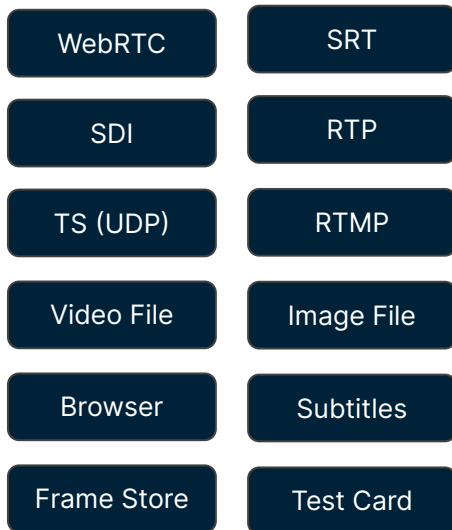 WebRTC
SRT
SDI
RTP
TS (UDP)
RTMP
Video File
Image File
Browser
Subtitles
Frame Store
Test Card